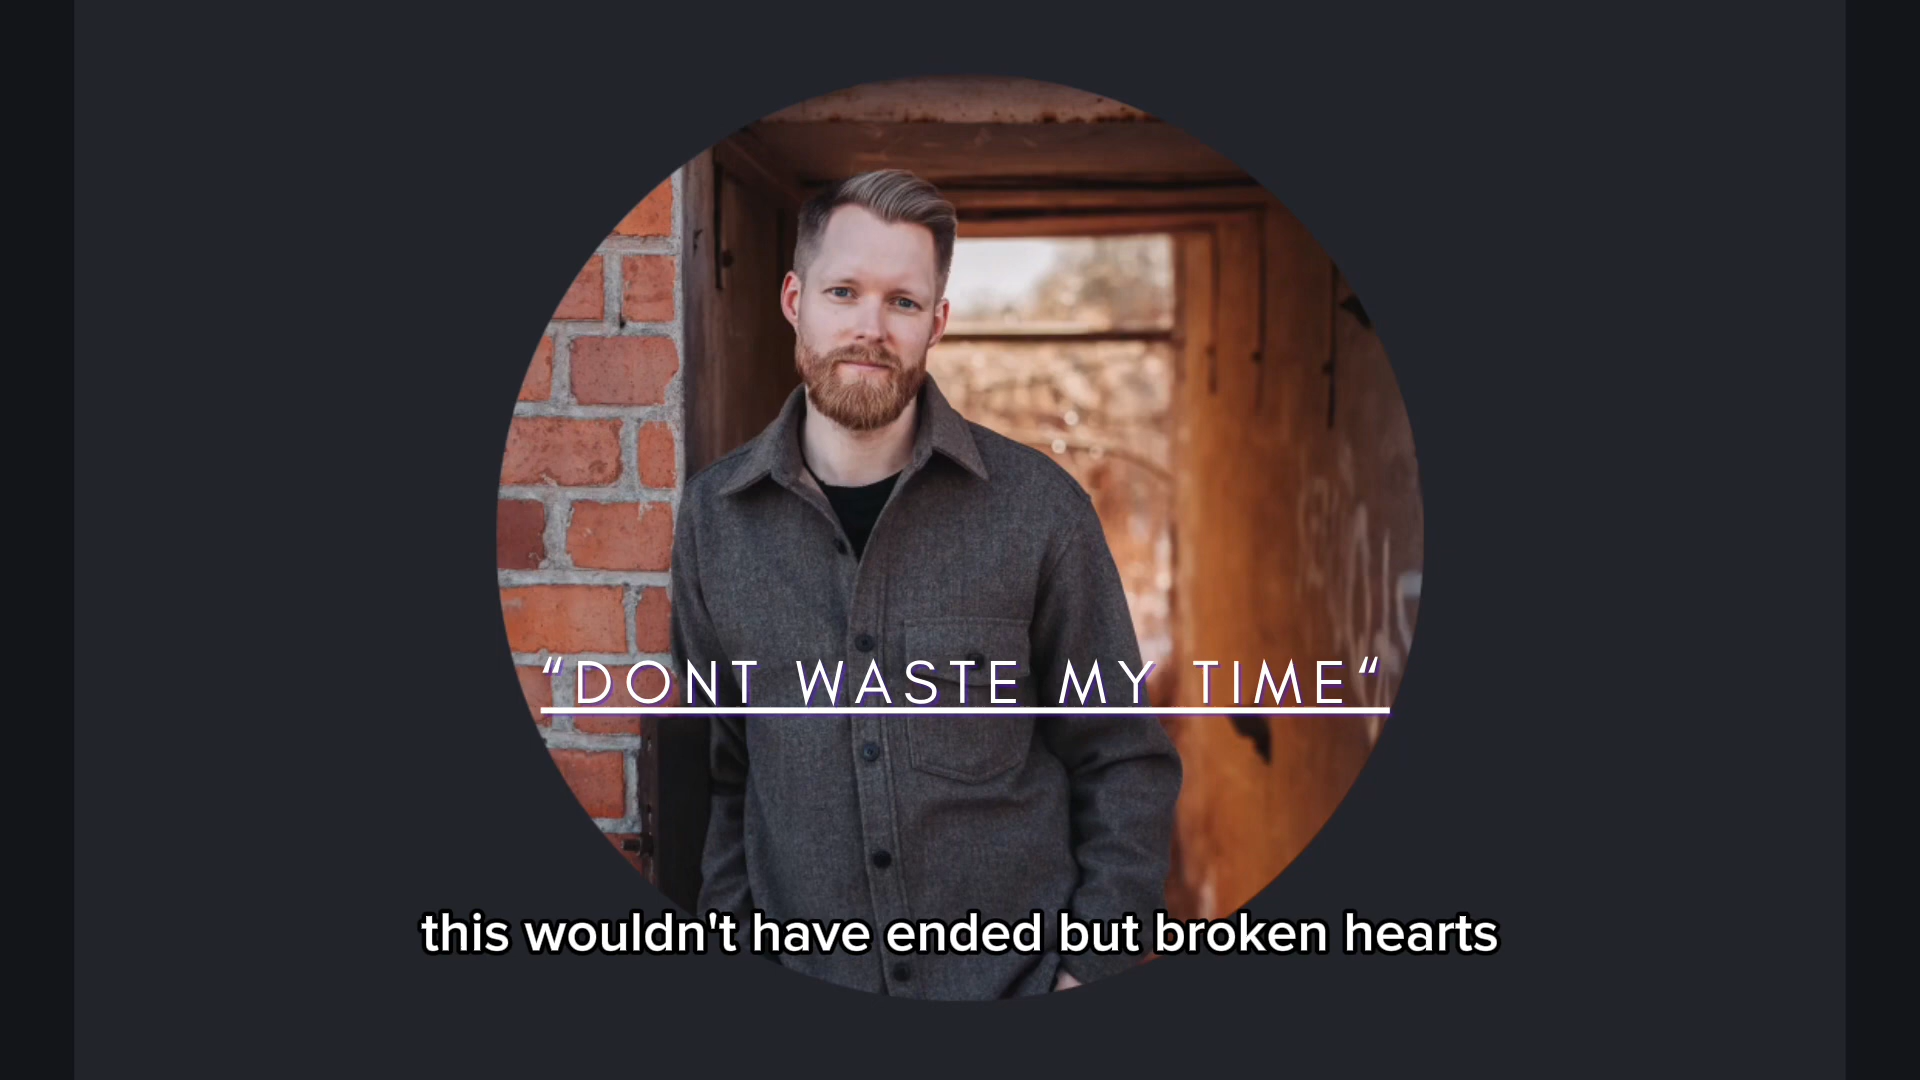 “DONT WASTE MY TIME“
this wouldn't have ended but broken hearts